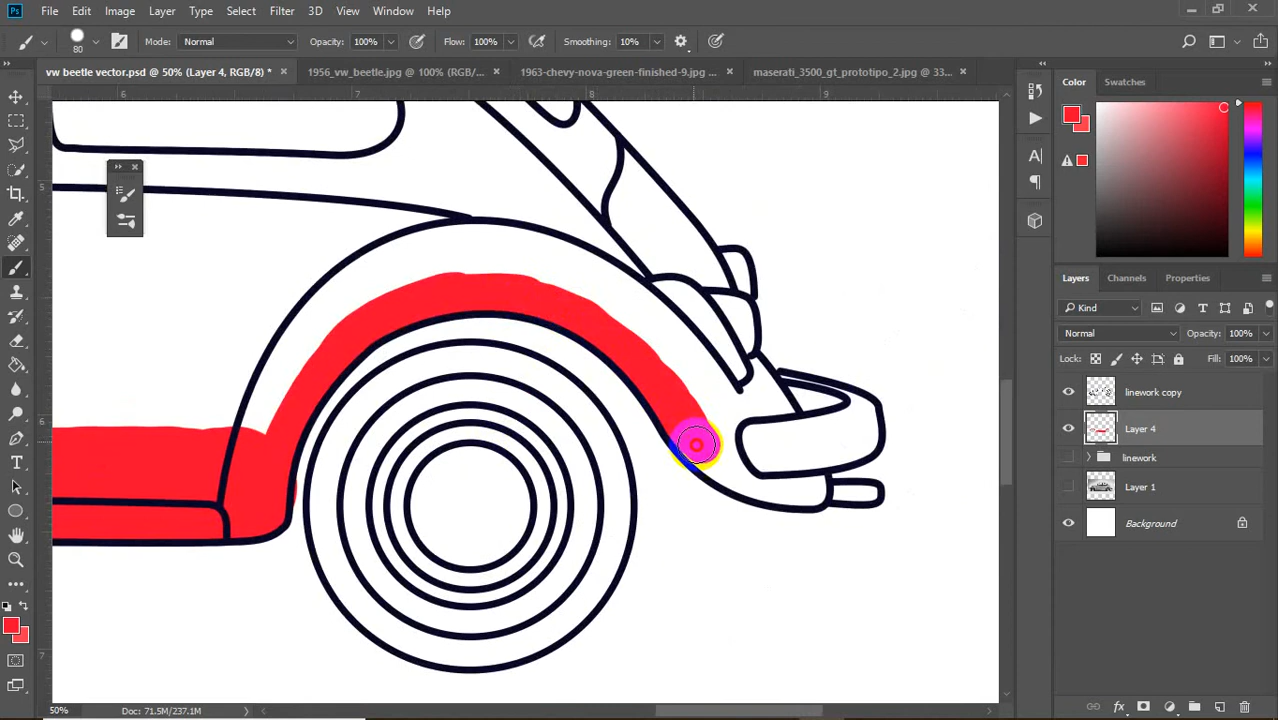 Ps File Edit Image Layer Type Select Filter 3D View Window Help
80 Mode: Normal Opacity: 100% Flow: 100% Smoothing: 10%
vw beetle vector.psd @ 50% (Layer 4, RGB/8) * 1956_vw_beetle.jpg @ 100% (RGB/... 1963-chevy-nova-green-finished-9.jpg ... maserati_3500_gt_prototipo_2.jpg @ 33...
Color Swatches
6 7 8 9
5
6
7
Layers Channels Properties
Kind
Normal Opacity: 100%
Lock: Fill: 100%
linework copy
Layer 4
linework
Layer 1
Background
50% Doc: 71.5M/237.1M